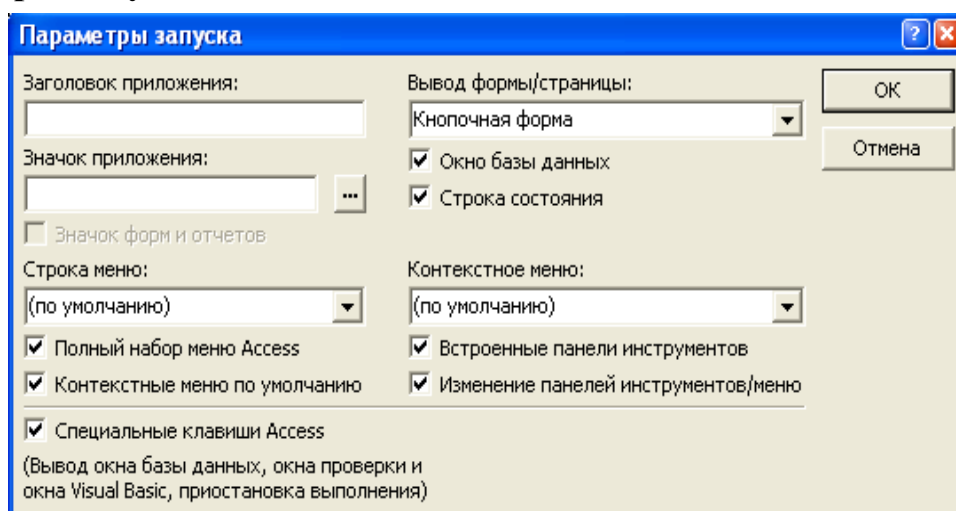 Параметры запуска
Заголовок приложения:
Вывод формы/страницы:
Кнопочная форма
ОК
Значок приложения:
Окно базы данных
Отмена
...
Строка состояния
Значок форм и отчетов
Строка меню:
Контекстное меню:
(по умолчанию)
(по умолчанию)
Полный набор меню Access
Встроенные панели инструментов
Контекстные меню по умолчанию
Изменение панелей инструментов/меню
Специальные клавиши Access
(Вывод окна базы данных, окна проверки и
окна Visual Basic, приостановка выполнения)